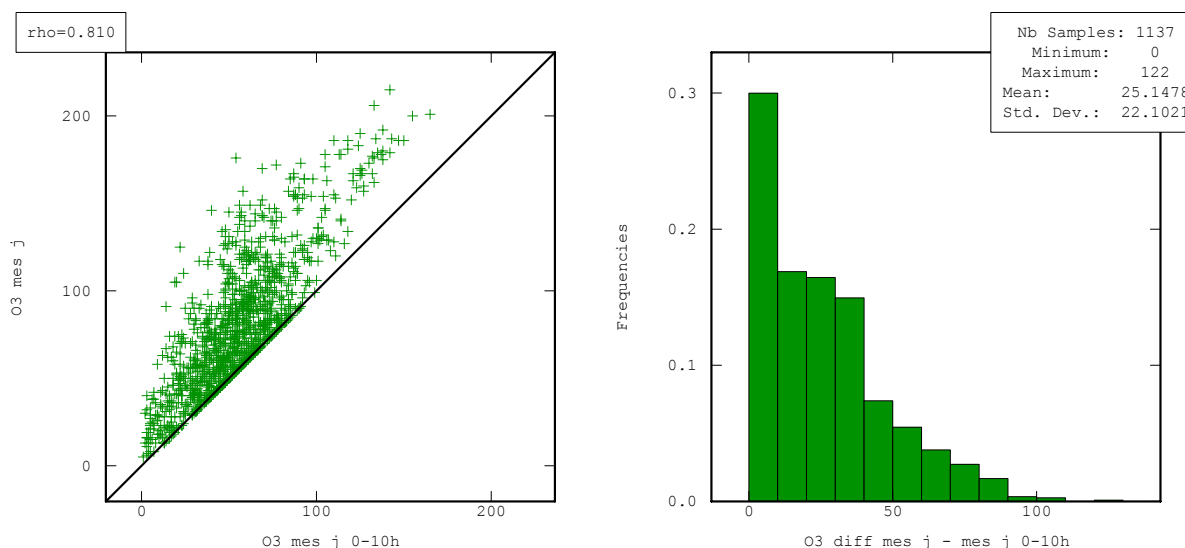 rho=0.810
200
100
0
O3 mes j
0
100
200
O3 mes j 0-10h
Nb Samples: 1137
Minimum: 0
Maximum: 122
Mean: 25.1478
Std. Dev.: 22.1021
0.3
0.2
0.1
0.0
Frequencies
0
50
100
O3 diff mes j - mes j 0-10h